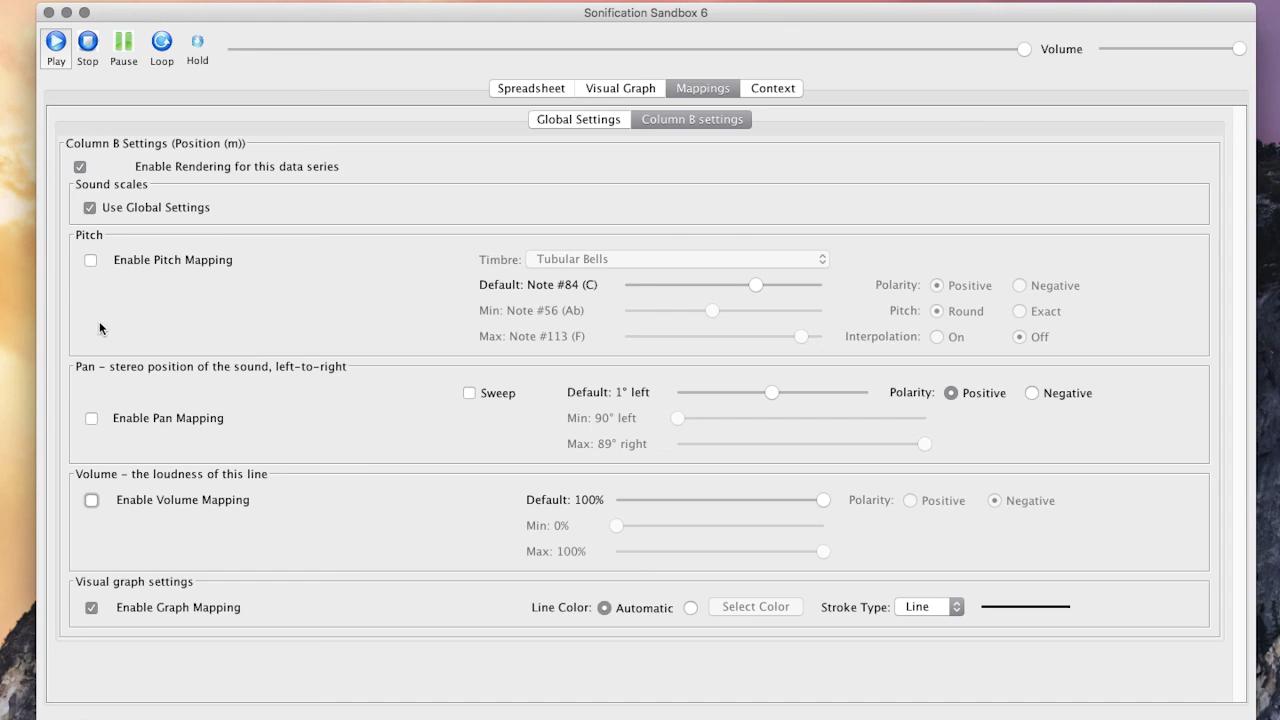 Sonification Sandbox 6
Play Stop Pause Loop Hold Volume
Spreadsheet Visual Graph Mappings Context
Global Settings Column B settings
Column B Settings (Position (m))
Enable Rendering for this data series
Sound scales
Use Global Settings
Pitch
Enable Pitch Mapping Timbre: Tubular Bells
Default: Note #84 (C) Polarity: Positive Negative
Min: Note #56 (Ab) Pitch: Round Exact
Max: Note #113 (F) Interpolation: On Off
Pan - stereo position of the sound, left-to-right
Sweep Default: 1° left Polarity: Positive Negative
Enable Pan Mapping Min: 90° left
Max: 89° right
Volume - the loudness of this line
Enable Volume Mapping Default: 100% Polarity: Positive Negative
Min: 0%
Max: 100%
Visual graph settings
Enable Graph Mapping Line Color: Automatic Select Color Stroke Type: Line